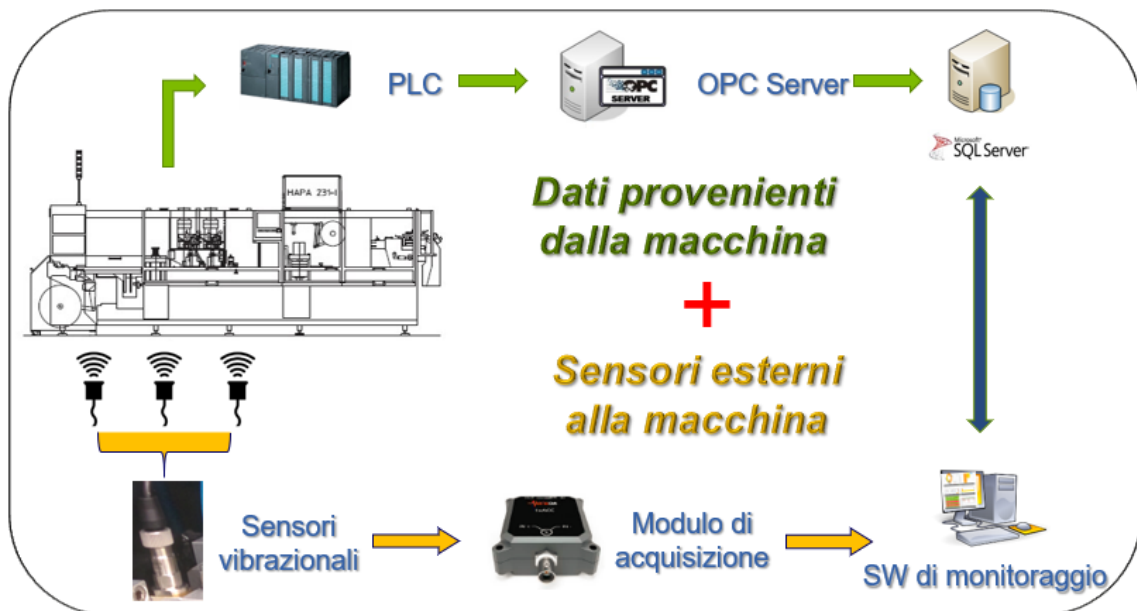 PLC
OPC
SERVER
OPC Server
Microsoft
SQL Server
HAPA 231-I
Dati provenienti
dalla macchina
+
Sensori esterni
alla macchina
Sensori
vibrazionali
Modulo di
acquisizione
SW di monitoraggio